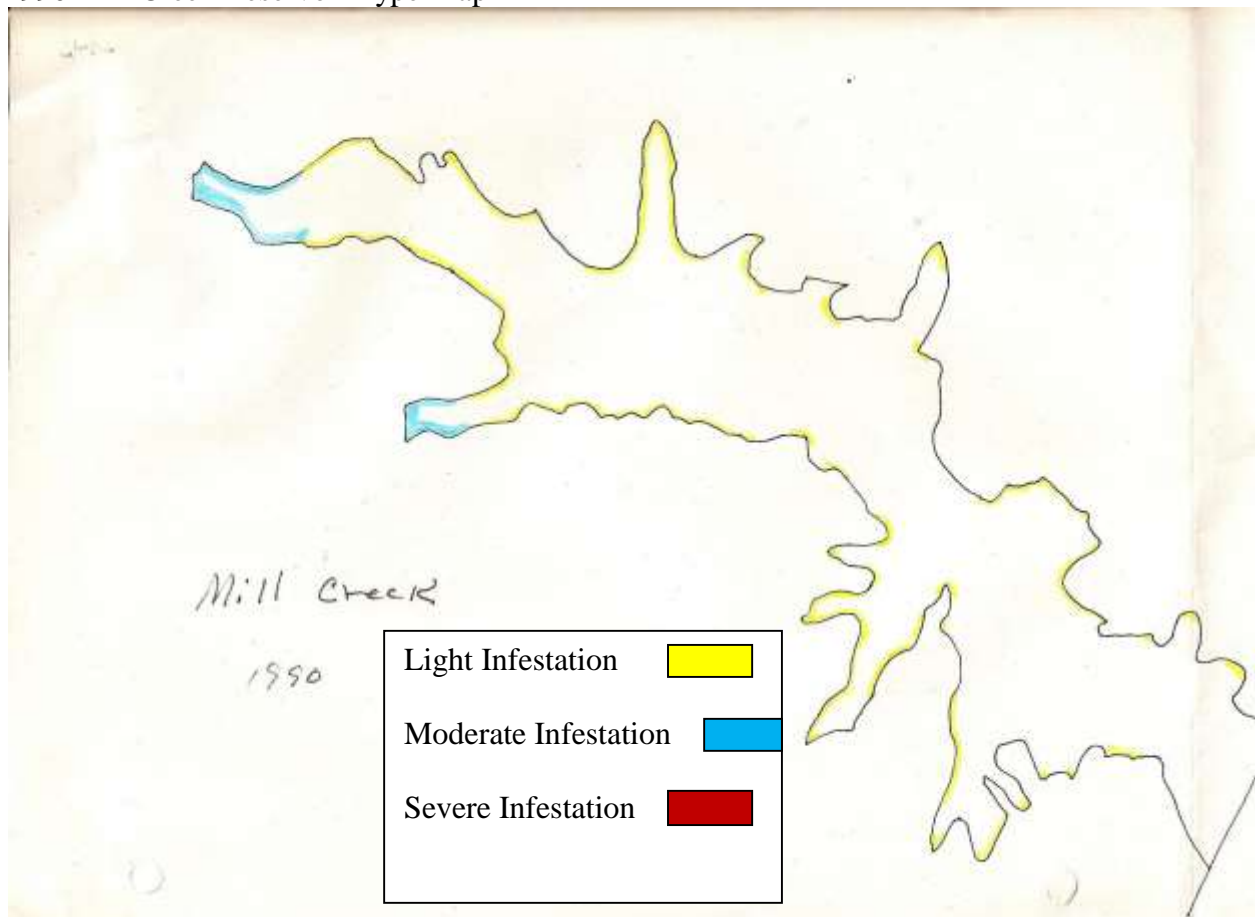 Mill Creek
1990
Light Infestation
Moderate Infestation
Severe Infestation